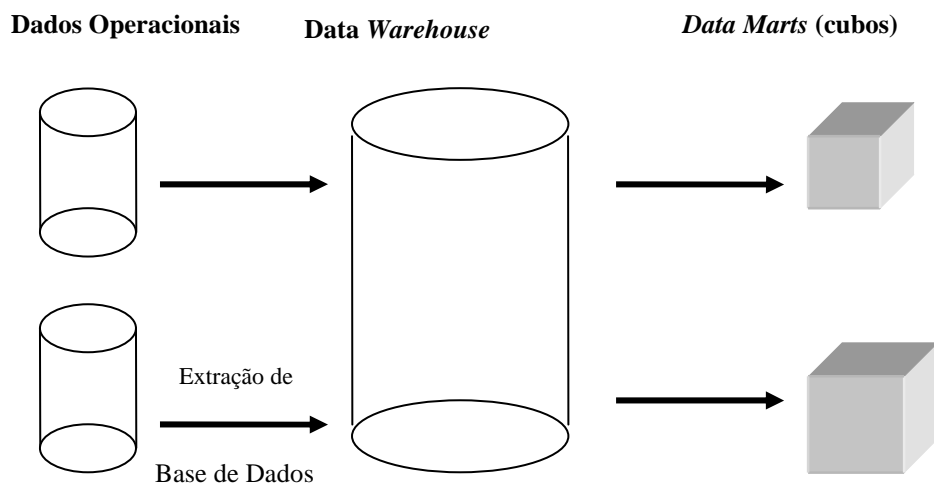 Dados Operacionais
Data Warehouse
Data Marts (cubos)
Extração de
Base de Dados